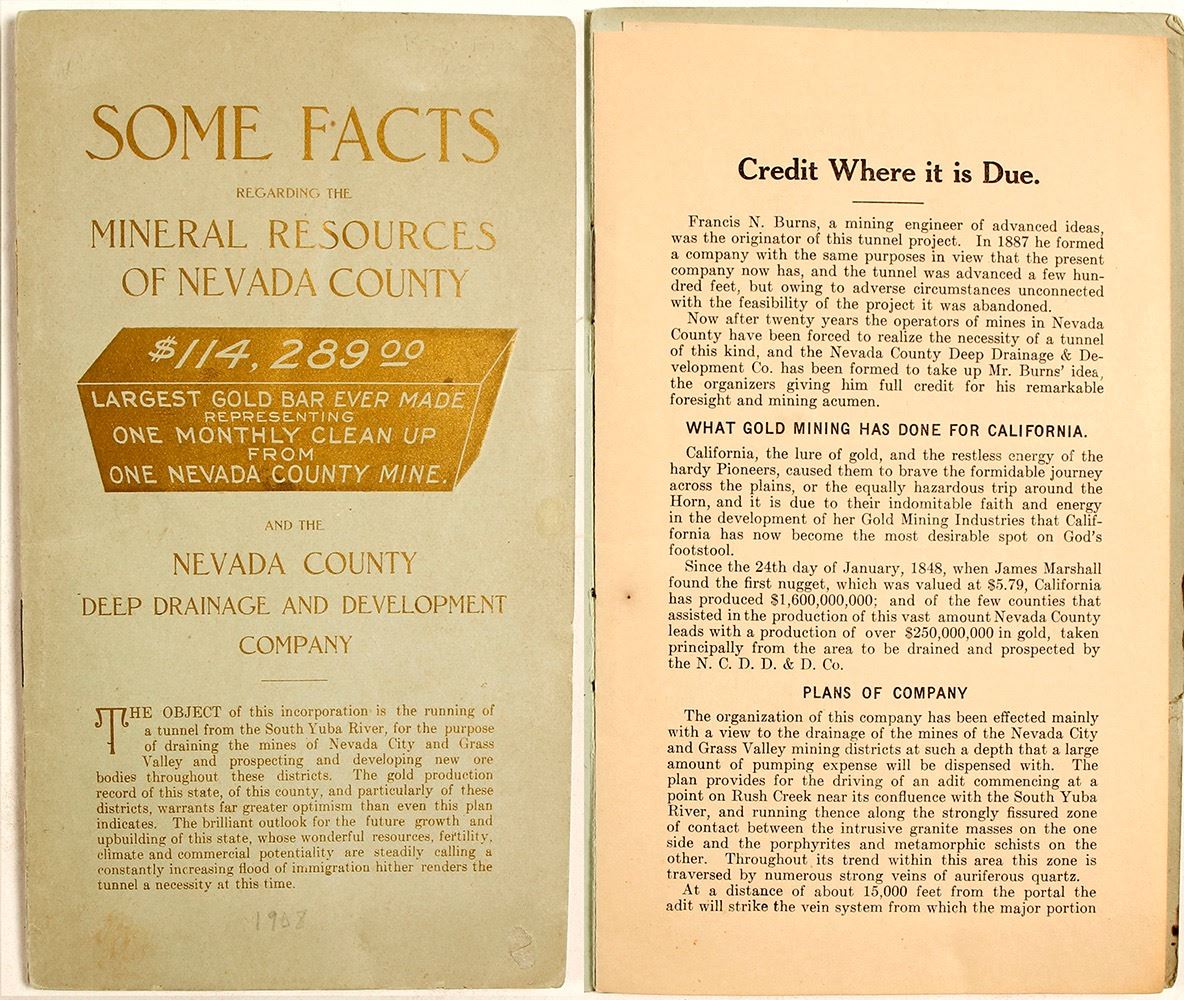 SOME FACTS
REGARDING THE
MINERAL RESOURCES
OF NEVADA COUNTY
$114,289 00
LARGEST GOLD BAR EVER MADE
REPRESENTING
ONE MONTHLY CLEAN UP
FROM
ONE NEVADA COUNTY MINE.
AND THE
NEVADA COUNTY
DEEP DRAINAGE AND DEVELOPMENT
COMPANY
THE OBJECT of this incorporation is the running of
a tunnel from the South Yuba River, for the purpose
of draining the mines of Nevada City and Grass
Valley and prospecting and developing new ore
bodies throughout these districts. The gold production
record of this state, of this county, and particularly of these
districts, warrants far greater optimism than even this plan
indicates. The brilliant outlook for the future growth and
upbuilding of this state, whose wonderful resources, fertility,
climate and commercial potentiality are steadily calling a
constantly increasing flood of immigration hither renders the
tunnel a necessity at this time.
1908
Credit Where it is Due.
Francis N. Burns, a mining engineer of advanced ideas,
was the originator of this tunnel project. In 1887 he formed
a company with the same purposes in view that the present
company now has, and the tunnel was advanced a few hun-
dred feet, but owing to adverse circumstances unconnected
with the feasibility of the project it was abandoned.
Now after twenty years the operators of mines in Nevada
County have been forced to realize the necessity of a tunnel
of this kind, and the Nevada County Deep Drainage & De-
velopment Co. has been formed to take up Mr. Burns' idea,
the organizers giving him full credit for his remarkable
foresight and mining acumen.
WHAT GOLD MINING HAS DONE FOR CALIFORNIA.
California, the lure of gold, and the restless energy of the
hardy Pioneers, caused them to brave the formidable journey
across the plains, or the equally hazardous trip around the
Horn, and it is due to their indomitable faith and energy
in the development of her Gold Mining Industries that Calif-
fornia has now become the most desirable spot on God's
footstool.
Since the 24th day of January, 1848, when James Marshall
found the first nugget, which was valued at $5.79, California
has produced $1,600,000,000; and of the few counties that
assisted in the production of this vast amount Nevada County
leads with a production of over $250,000,000 in gold, taken
principally from the area to be drained and prospected by
the N. C. D. D. & D. Co.
PLANS OF COMPANY
The organization of this company has been effected mainly
with a view to the drainage of the mines of the Nevada City
and Grass Valley mining districts at such a depth that a large
amount of pumping expense will be dispensed with. The
plan provides for the driving of an adit commencing at a
point on Rush Creek near its confluence with the South Yuba
River, and running thence along the strongly fissured zone
of contact between the intrusive granite masses on the one
side and the porphyrites and metamorphic schists on the
other. Throughout its trend within this area this zone is
traversed by numerous strong veins of auriferous quartz.
At a distance of about 15,000 feet from the portal the
adit will strike the vein system from which the major portion